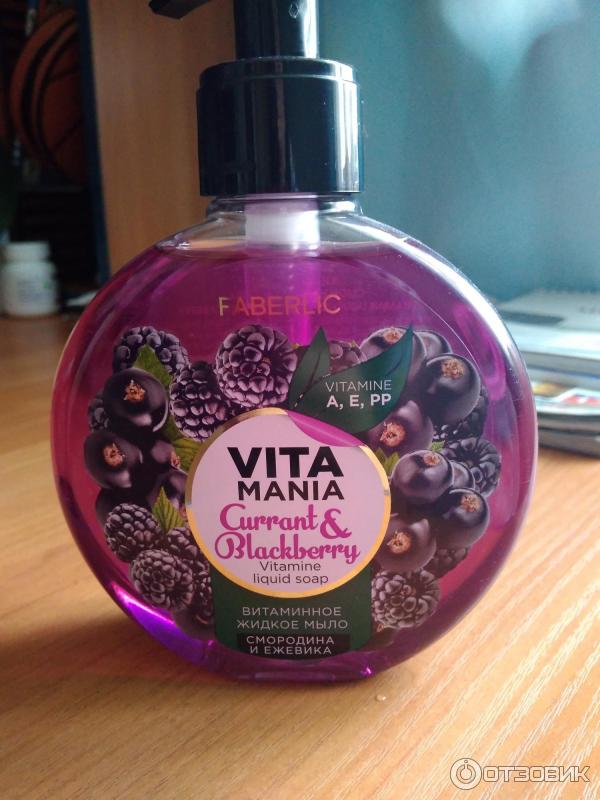 FABERLIC
VITAMINE
A, E, PP
VITA
MANIA
Currant &
Blackberry
Vitamine
liquid soap
ВИТАМИННОЕ
ЖИДКОЕ МЫЛО
СМОРОДИНА
И ЕЖЕВИКА
ОТЗОВИК